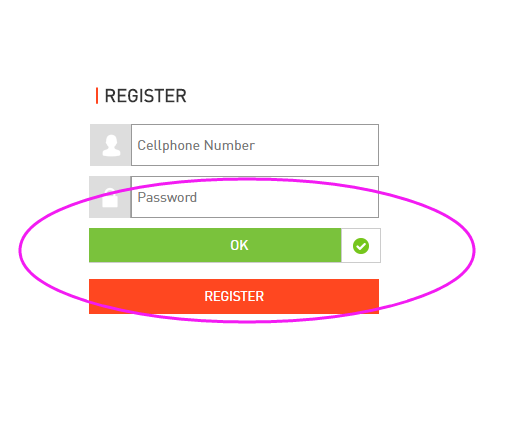 REGISTER
Cellphone Number
Password
OK
REGISTER